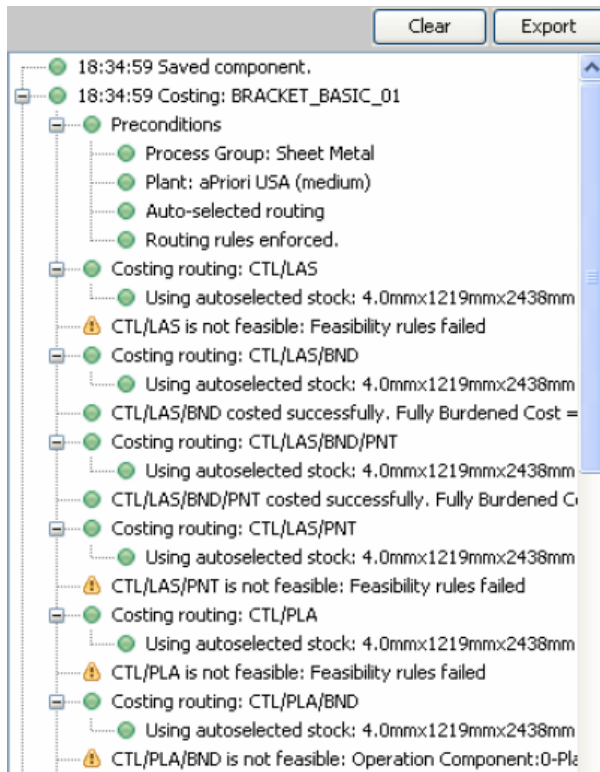 Clear Export
18:34:59 Saved component.
18:34:59 Costing: BRACKET_BASIC_01
Preconditions
Process Group: Sheet Metal
Plant: aPriori USA (medium)
Auto-selected routing
Routing rules enforced.
Costing routing: CTL/LAS
Using autoselected stock: 4.0mmx1219mmx2438mm
CTL/LAS is not feasible: Feasibility rules failed
Costing routing: CTL/LAS/BND
Using autoselected stock: 4.0mmx1219mmx2438mm
CTL/LAS/BND costed successfully. Fully Burdened Cost =
Costing routing: CTL/LAS/BND/PNT
Using autoselected stock: 4.0mmx1219mmx2438mm
CTL/LAS/BND/PNT costed successfully. Fully Burdened
Costing routing: CTL/LAS/PNT
Using autoselected stock: 4.0mmx1219mmx2438mm
CTL/LAS/PNT is not feasible: Feasibility rules failed
Costing routing: CTL/PLA
Using autoselected stock: 4.0mmx1219mmx2438mm
CTL/PLA is not feasible: Feasibility rules failed
Costing routing: CTL/PLA/BND
Using autoselected stock: 4.0mmx1219mmx2438mm
CTL/PLA/BND is not feasible: Operation Component:0-Pla